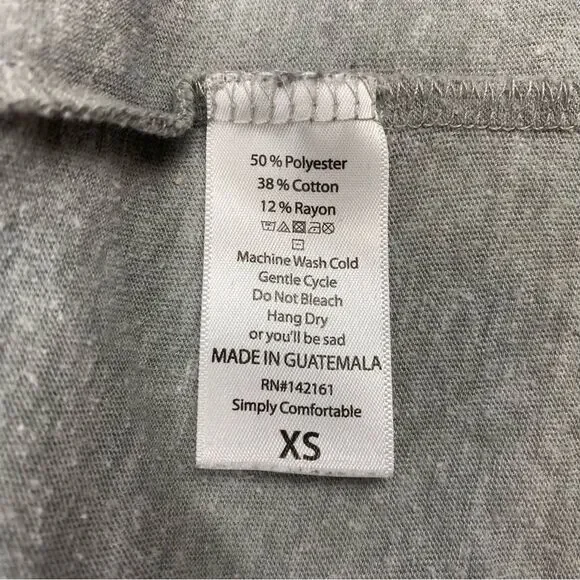 50% Polyester
38% Cotton
12% Rayon
Machine Wash Cold
Gentle Cycle
Do Not Bleach
Hang Dry
or you'll be sad
MADE IN GUATEMALA
RN#142161
Simply Comfortable
XS